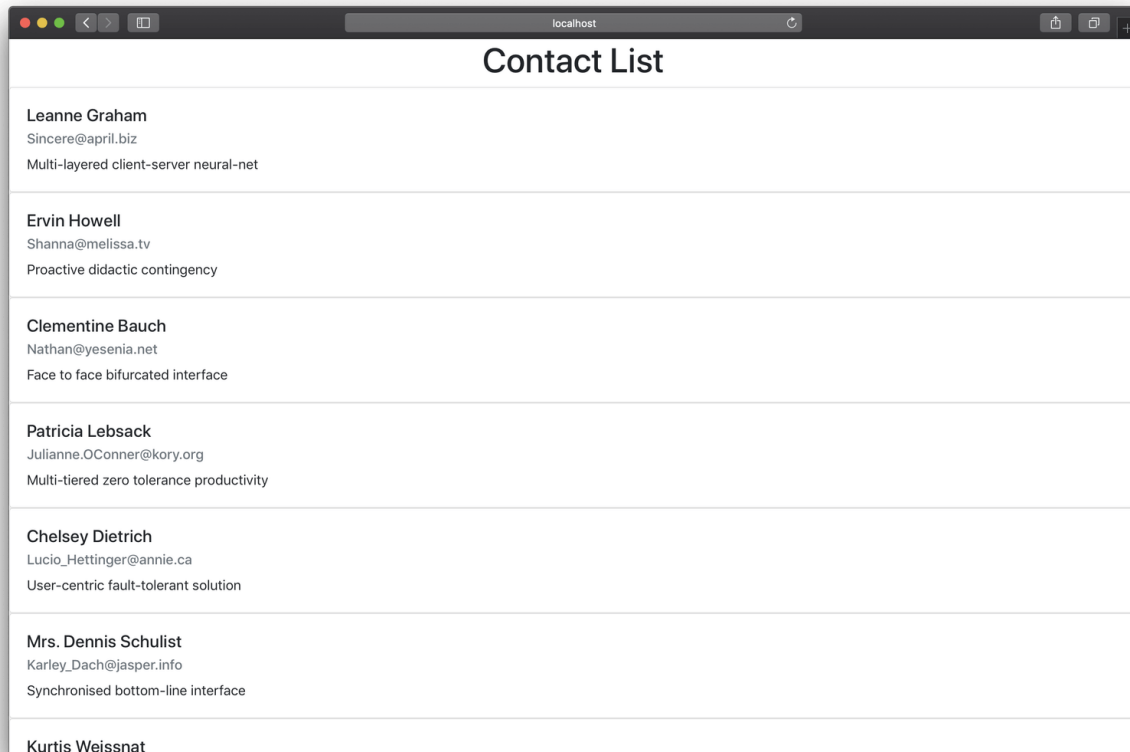 localhost
Contact List
Leanne Graham
Sincere@april.biz
Multi-layered client-server neural-net
Ervin Howell
Shanna@melissa.tv
Proactive didactic contingency
Clementine Bauch
Nathan@yesenia.net
Face to face bifurcated interface
Patricia Lebsack
Julianne.OConner@kory.org
Multi-tiered zero tolerance productivity
Chelsey Dietrich
Lucio_Hettinger@annie.ca
User-centric fault-tolerant solution
Mrs. Dennis Schulist
Karley_Dach@jasper.info
Synchronised bottom-line interface
Kurtis Weissnat